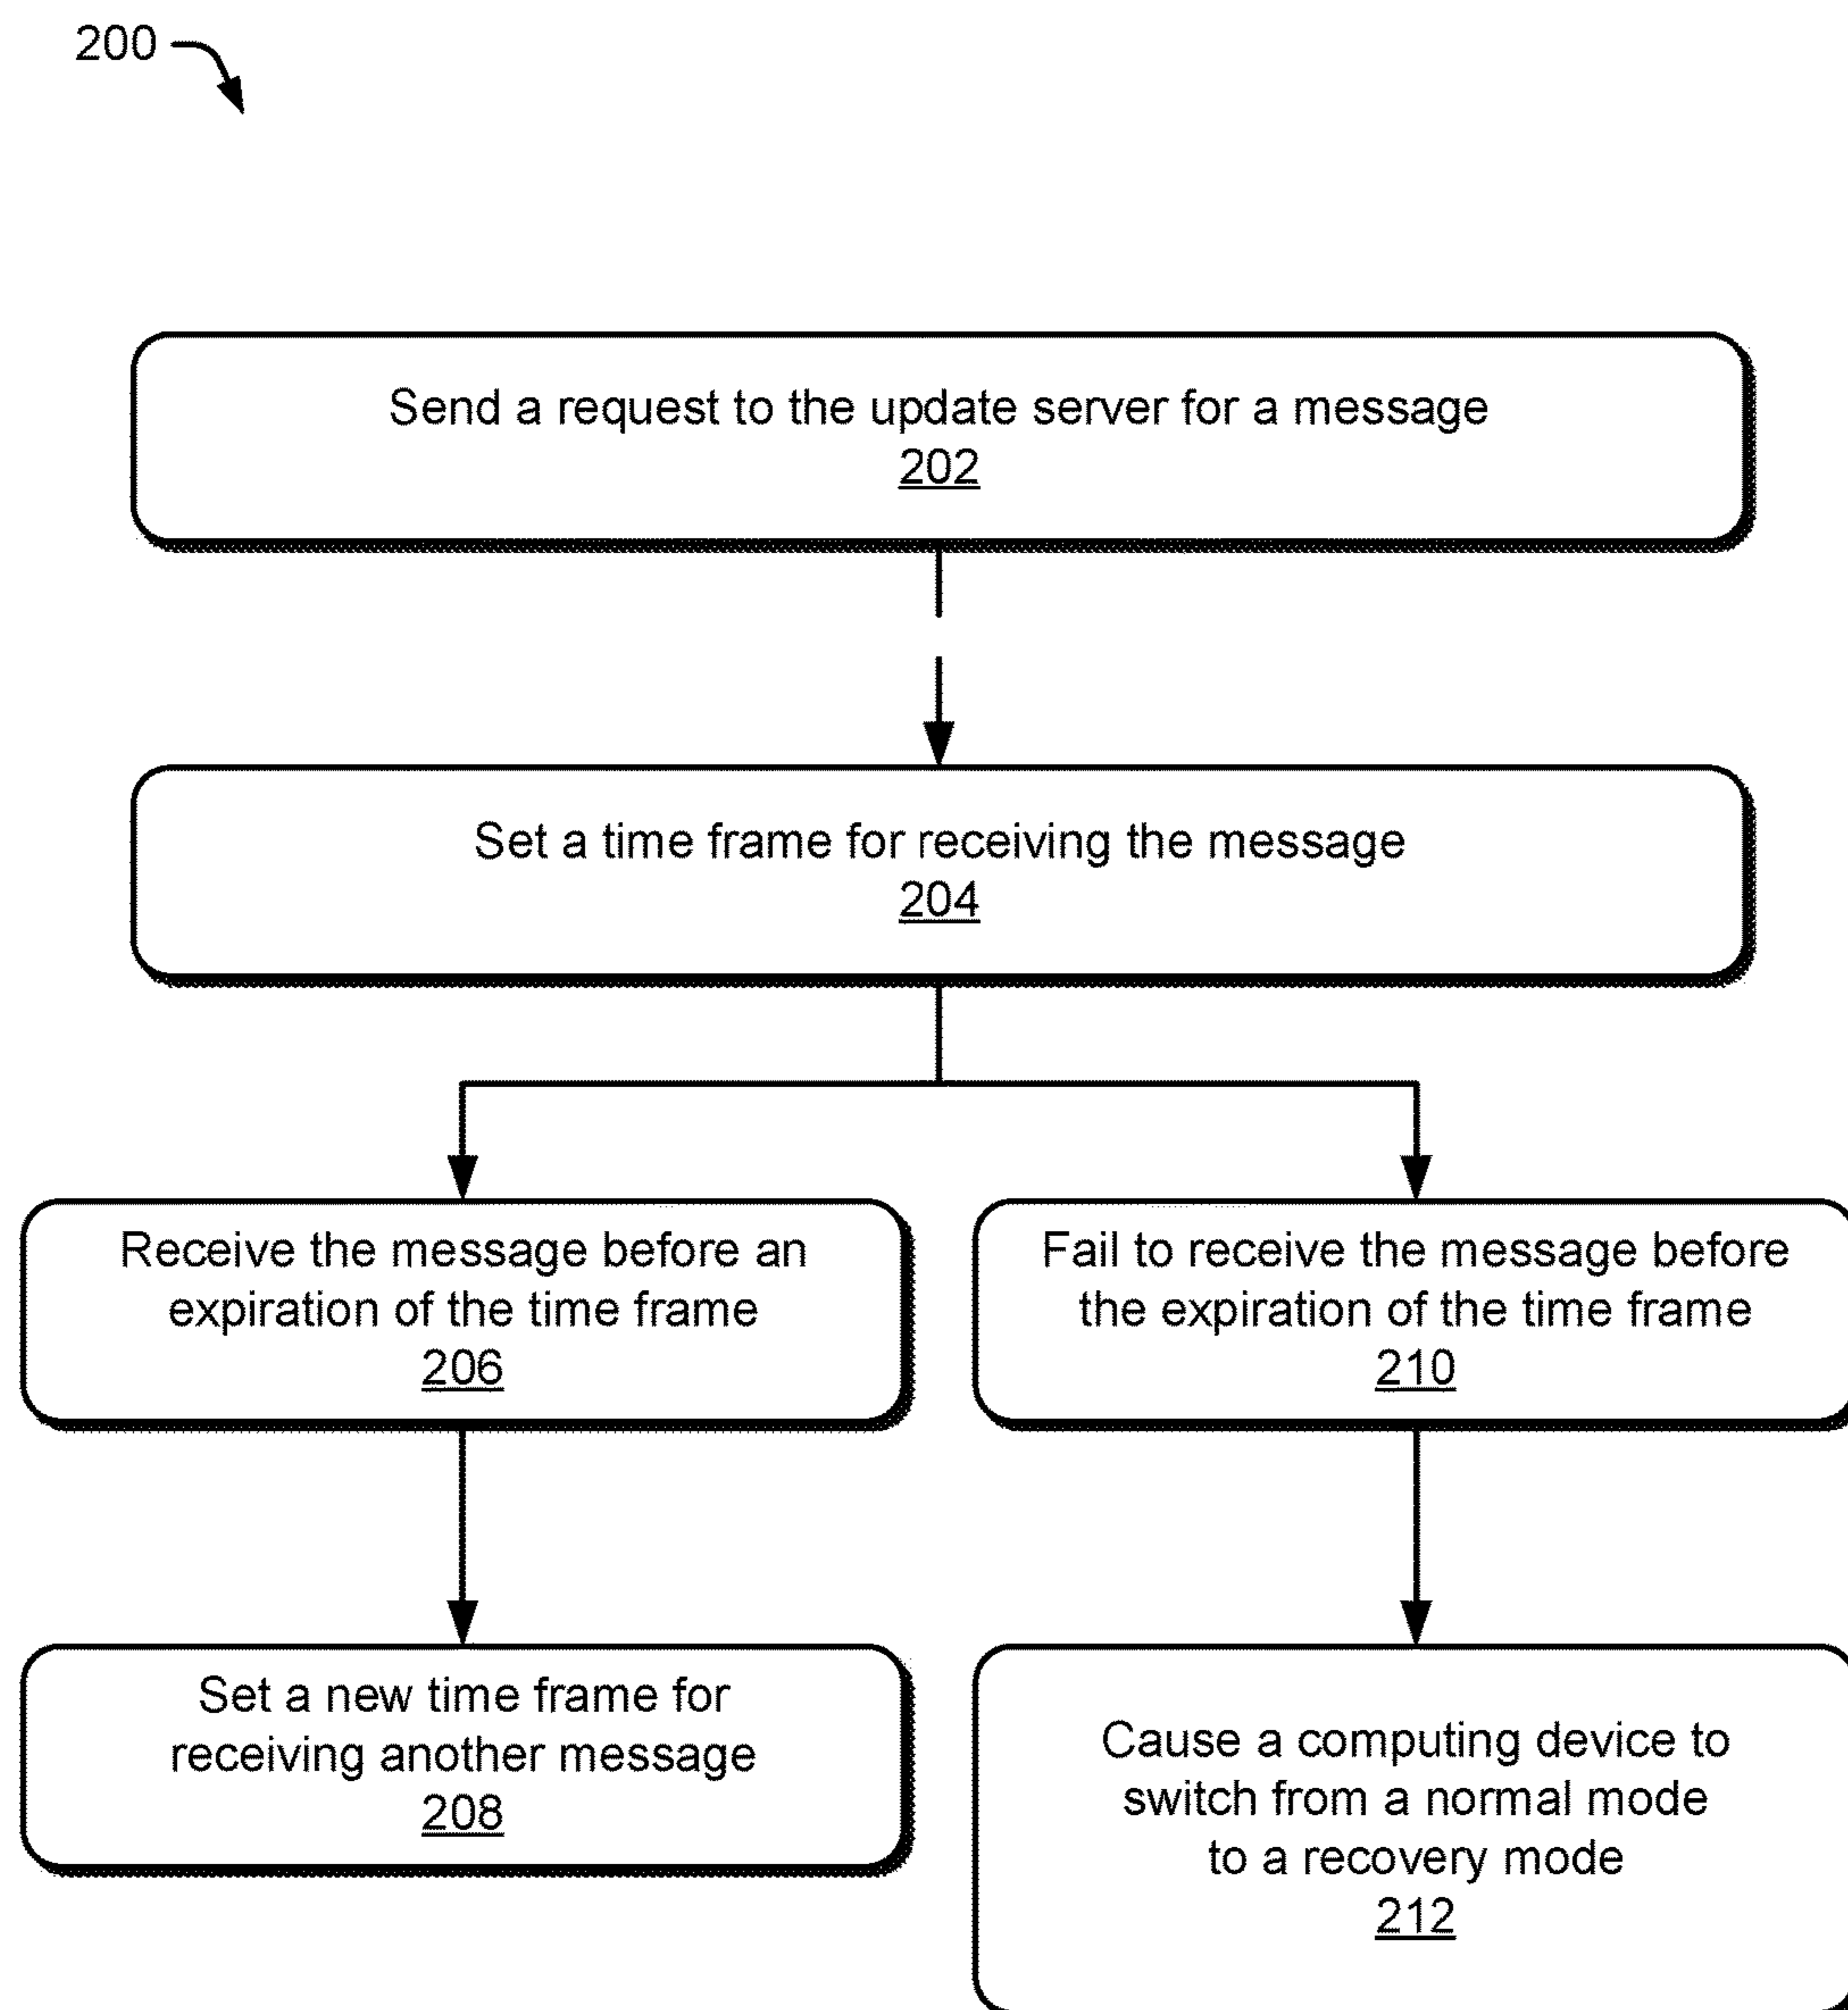 200
Send a request to the update server for a message
202
Set a time frame for receiving the message
204
Receive the message before an
expiration of the time frame
206
Fail to receive the message before
the expiration of the time frame
210
Set a new time frame for
receiving another message
208
Cause a computing device to
switch from a normal mode
to a recovery mode
212